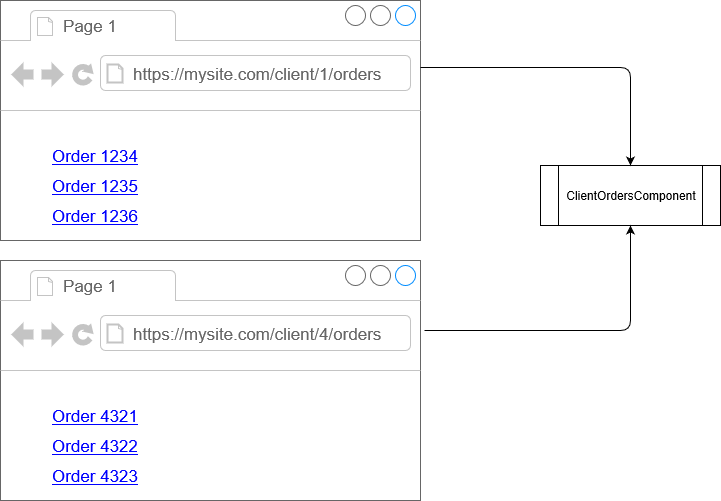 Page 1
https://mysite.com/client/1/orders
Order 1234
Order 1235
Order 1236
ClientOrdersComponent
Page 1
https://mysite.com/client/4/orders
Order 4321
Order 4322
Order 4323